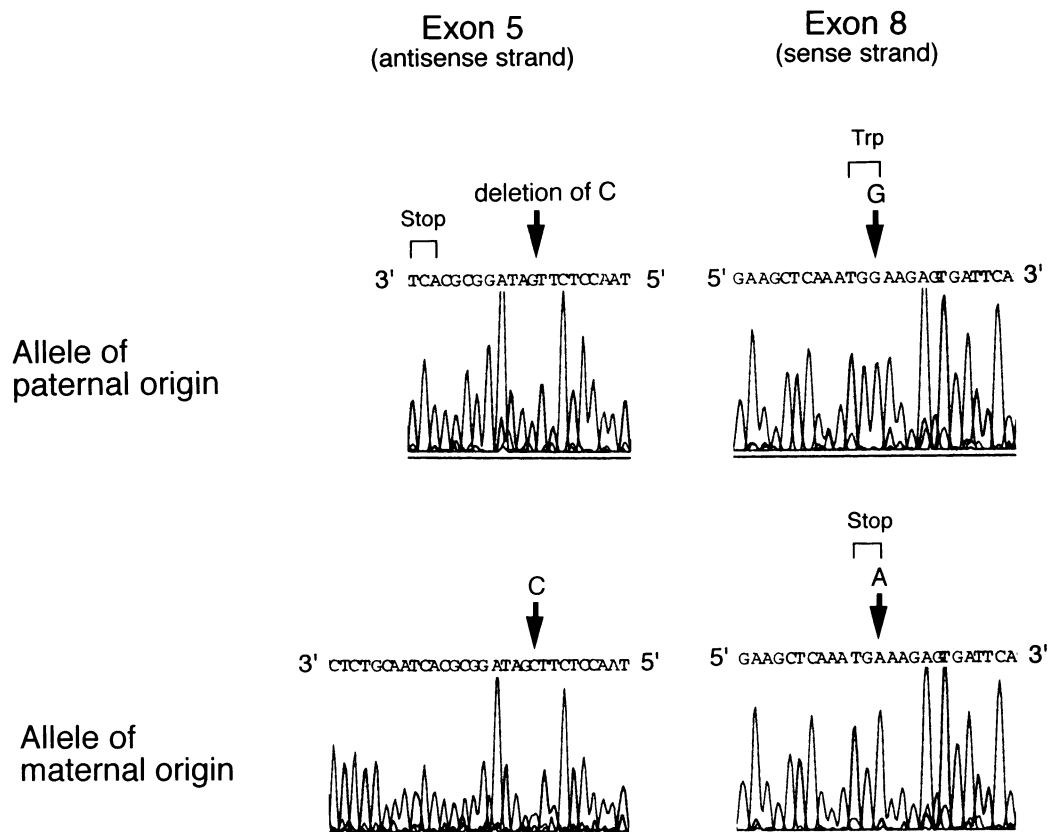 Exon 5
(antisense strand)
Exon 8
(sense strand)
Trp
G
deletion of C
Stop
3' TCACGCGGATAGTTCTCCAAT 5'
5' GAAGCTCAAATGGAAGAGTGATTCA 3'
Allele of
paternal origin
Stop
A
C
3' CTCTGCAATCACGCGGATAGCTTCTCCAAT 5'
5' GAAGCTCAAATGAAAGAGTGATTCA 3'
Allele of
maternal origin